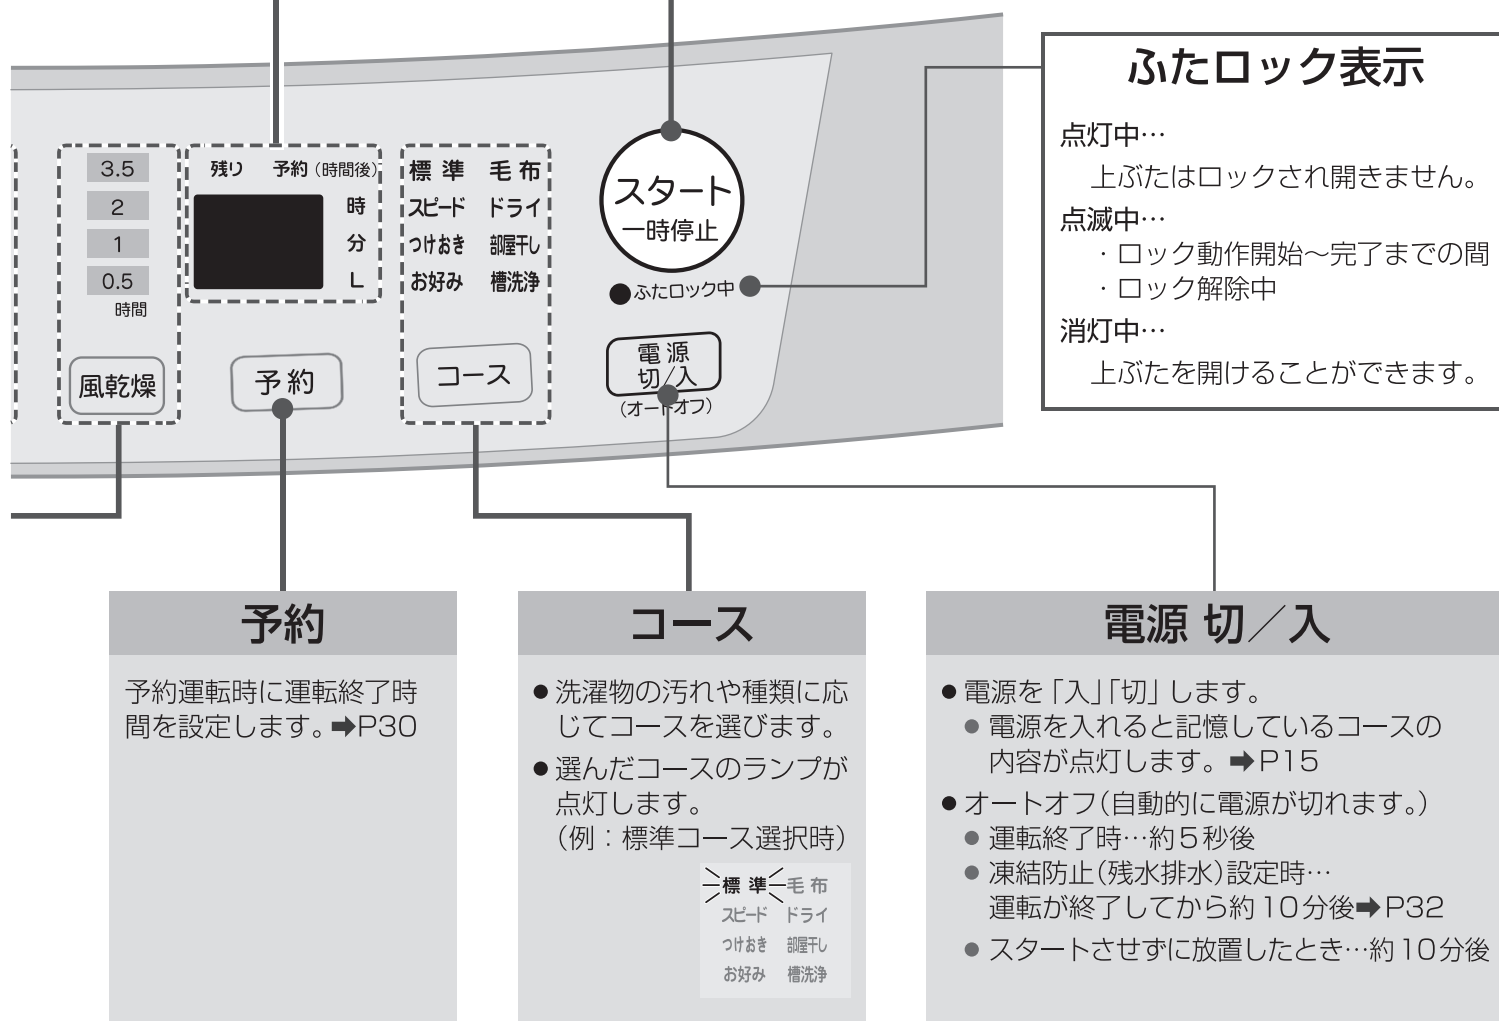 3.5
2
1
0.5
時間
風乾燥
残り 予約(時間後)
時
分
L
予約
標準 毛布
スピード ドライ
つけおき 部屋干し
お好み 槽洗浄
コース
スタート
一時停止
●ふたロック中
電源
切/入
(オートオフ)
ふたロック表示
点灯中…
上ぶたはロックされ開きません。
点滅中…
・ロック動作開始～完了までの間
・ロック解除中
消灯中…
上ぶたを開けることができます。
予約
予約運転時に運転終了時
間を設定します。➡P30
コース
●洗濯物の汚れや種類に応
じてコースを選びます。
●選んだコースのランプが
点灯します。
(例:標準コース選択時)
標準 毛布
スピード ドライ
つけおき 部屋干し
お好み 槽洗浄
電源 切/入
●電源を「入」「切」します。
●電源を入れると記憶しているコースの
内容が点灯します。➡P15
●オートオフ(自動的に電源が切れます。)
●運転終了時…約5秒後
●凍結防止(残水排水)設定時…
運転が終了してから約10分後➡P32
●スタートさせずに放置したとき…約10分後